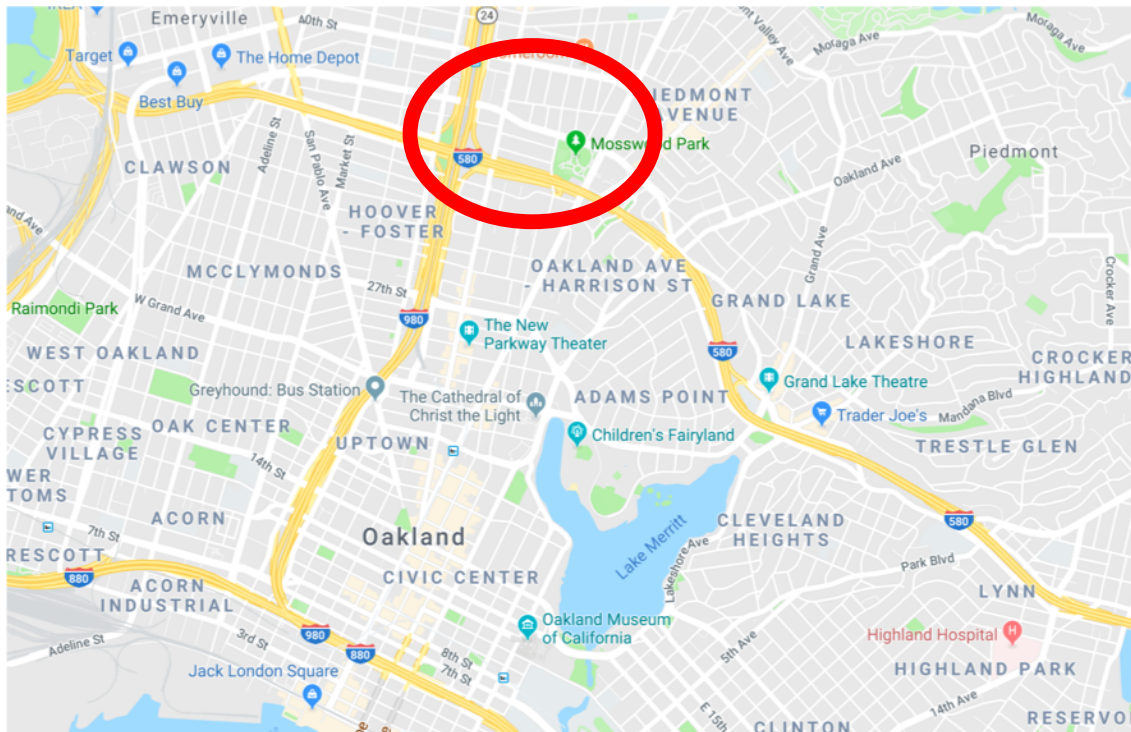 Emeryville
40th St
24
Target
The Home Depot
Best Buy
Moraga Ave
Moraga Ave
PIEDMONT
AVENUE
Mosswood Park
Piedmont
580
CLAWSON
Adeline St
San Pablo Ave
Market St
Oakland Ave
HOOVER
- FOSTER
Grand Ave
MCCLYMONDS
OAKLAND AVE
- HARRISON ST
Crocker Ave
27th St
GRAND LAKE
Raimondi Park
W Grand Ave
980
The New
Parkway Theater
580
LAKESHORE
WEST OAKLAND
CROCKER
HIGHLAND
Greyhound: Bus Station
The Cathedral of
Christ the Light
ADAMS POINT
Grand Lake Theatre
Mandana Blvd
Trader Joe's
CYPRESS
VILLAGE
OAK CENTER
UPTOWN
Children's Fairyland
TRESTLE GLEN
14th St
ACORN
580
7th St
Oakland
Lake Merritt
CLEVELAND
HEIGHTS
Lakeshore Ave
Park Blvd
880
ACORN
INDUSTRIAL
CIVIC CENTER
LYNN
980
Oakland Museum
of California
Highland Hospital
H
Adeline St
3rd St
880
8th St
7th St
5th Ave
HIGHLAND PARK
Jack London Square
14th Ave
E 15th
CLINTON
RESERVO